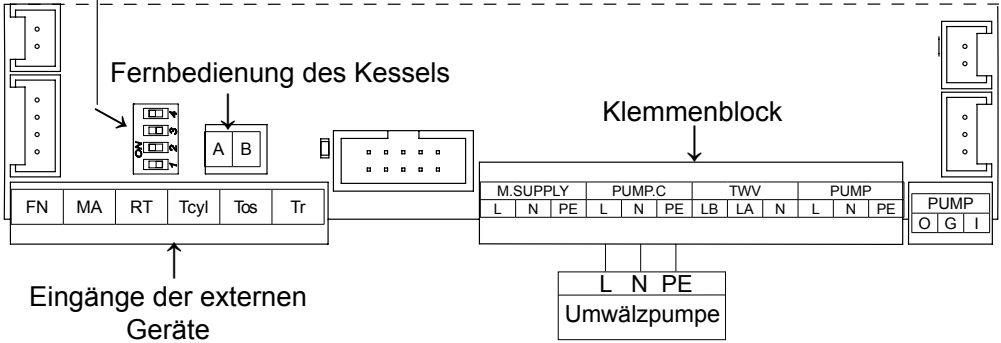 Fernbedienung des Kessels
Klemmenblock
4
3
2
1
ON
A B
M.SUPPLY PUMP.C TWV PUMP
L N PE L N PE LB LA N L N PE
FN MA RT Tcyl Tos Tr
PUMP
O G I
Eingänge der externen
Geräte
L N PE
Umwälzpumpe